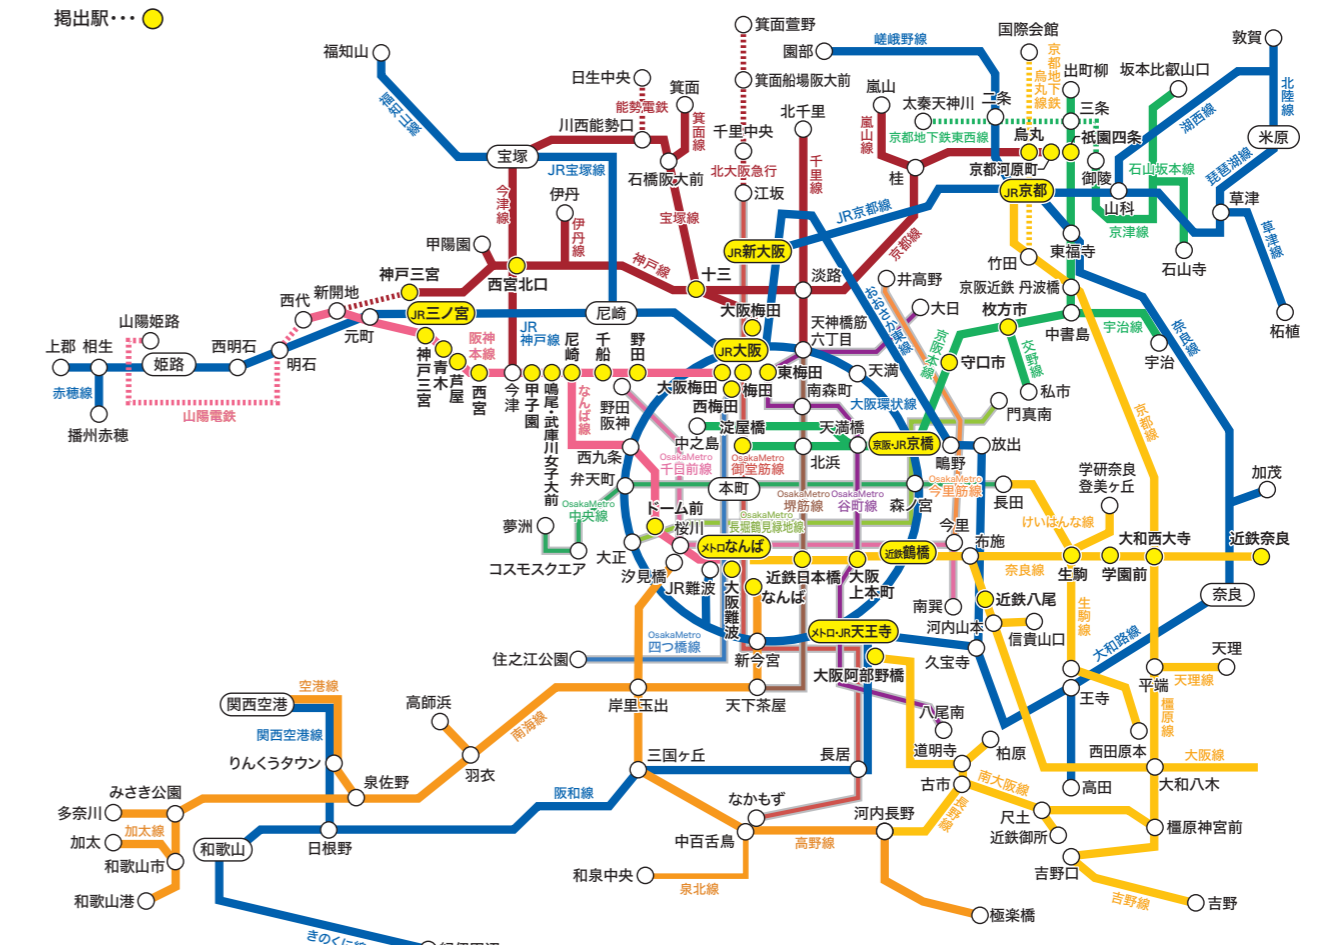 掲出駅・・・
福知山
福知山線
日生中央
能勢電鉄
箕面
箕面線
川西能勢口
石橋阪大前
宝塚
JR宝塚線
今津線
伊丹
伊丹線
甲陽園
宝塚線
箕面萱野
箕面船場阪大前
千里中央
北大阪急行
江坂
北千里
千里線
園部
嵯峨野線
嵐山
嵐山線
太秦天神川
京都地下鉄東西線
二条
国際会館
京都地下鉄烏丸線
出町柳
三条
烏丸
祇園四条
京都河原町
桂
JR京都
JR京都線
京都線
御陵
山科
坂本比叡山口
石山坂本線
京津線
石山寺
湖西線
琵琶湖線
敦賀
北陸線
米原
草津
草津線
柘植
東福寺
竹田
京阪近鉄 丹波橋
中書島
宇治線
宇治
奈良線
枚方市
交野線
私市
京阪本線
守口市
門真南
井高野
大日
おおさか東線
JR新大阪
淡路
十三
神戸線
西宮北口
神戸三宮
新開地
西代
元町
JR三ノ宮
JR
神戸線
尼崎
山陽姫路
上郡
相生
姫路
西明石
明石
赤穂線
播州赤穂
山陽電鉄
阪神
本線
神戸三宮
青木
芦屋
西宮
今津
甲子園
鳴尾・武庫川女子大前
尼崎
千船
野田
なんば線
大阪梅田
JR大阪
大阪梅田
西梅田
梅田
東梅田
天神橋筋
六丁目
天満
南森町
大阪環状線
野田
阪神
中之島
淀屋橋
天満橋
北浜
京阪・JR京橋
鴫野
放出
西九条
OsakaMetro
千日前線
OsakaMetro
御堂筋線
弁天町
本町
OsakaMetro
堺筋線
OsakaMetro
谷町線
OsakaMetro
今里筋線
森ノ宮
長田
OsakaMetro
中央線
OsakaMetro
長堀鶴見緑地線
夢洲
コスモスクエア
ドーム前
桜川
大正
汐見橋
JR難波
メトロなんば
大阪難波
なんば
近鉄日本橋
大阪
上本町
近鉄鶴橋
今里
布施
南巽
学研奈良
登美ヶ丘
けいはんな線
奈良線
生駒
学園前
大和西大寺
近鉄奈良
京都線
加茂
奈良
大和路線
生駒線
近鉄八尾
河内山本
信貴山口
久宝寺
OsakaMetro
四つ橋線
住之江公園
新今宮
メトロ・JR天王寺
大阪阿部野橋
岸里玉出
天下茶屋
八尾南
王寺
平端
天理
天理線
橿原線
西田原本
大阪線
大和八木
高田
道明寺
柏原
古市
南大阪線
尺土
近鉄御所
橿原神宮前
吉野口
吉野線
吉野
長野線
河内長野
極楽橋
高野線
長居
なかもず
三国ヶ丘
中百舌鳥
和泉中央
泉北線
阪和線
南海線
高師浜
羽衣
空港線
関西空港
関西空港線
りんくうタウン
泉佐野
みさき公園
多奈川
加太線
加太
和歌山市
和歌山港
和歌山
日根野
きのくに線